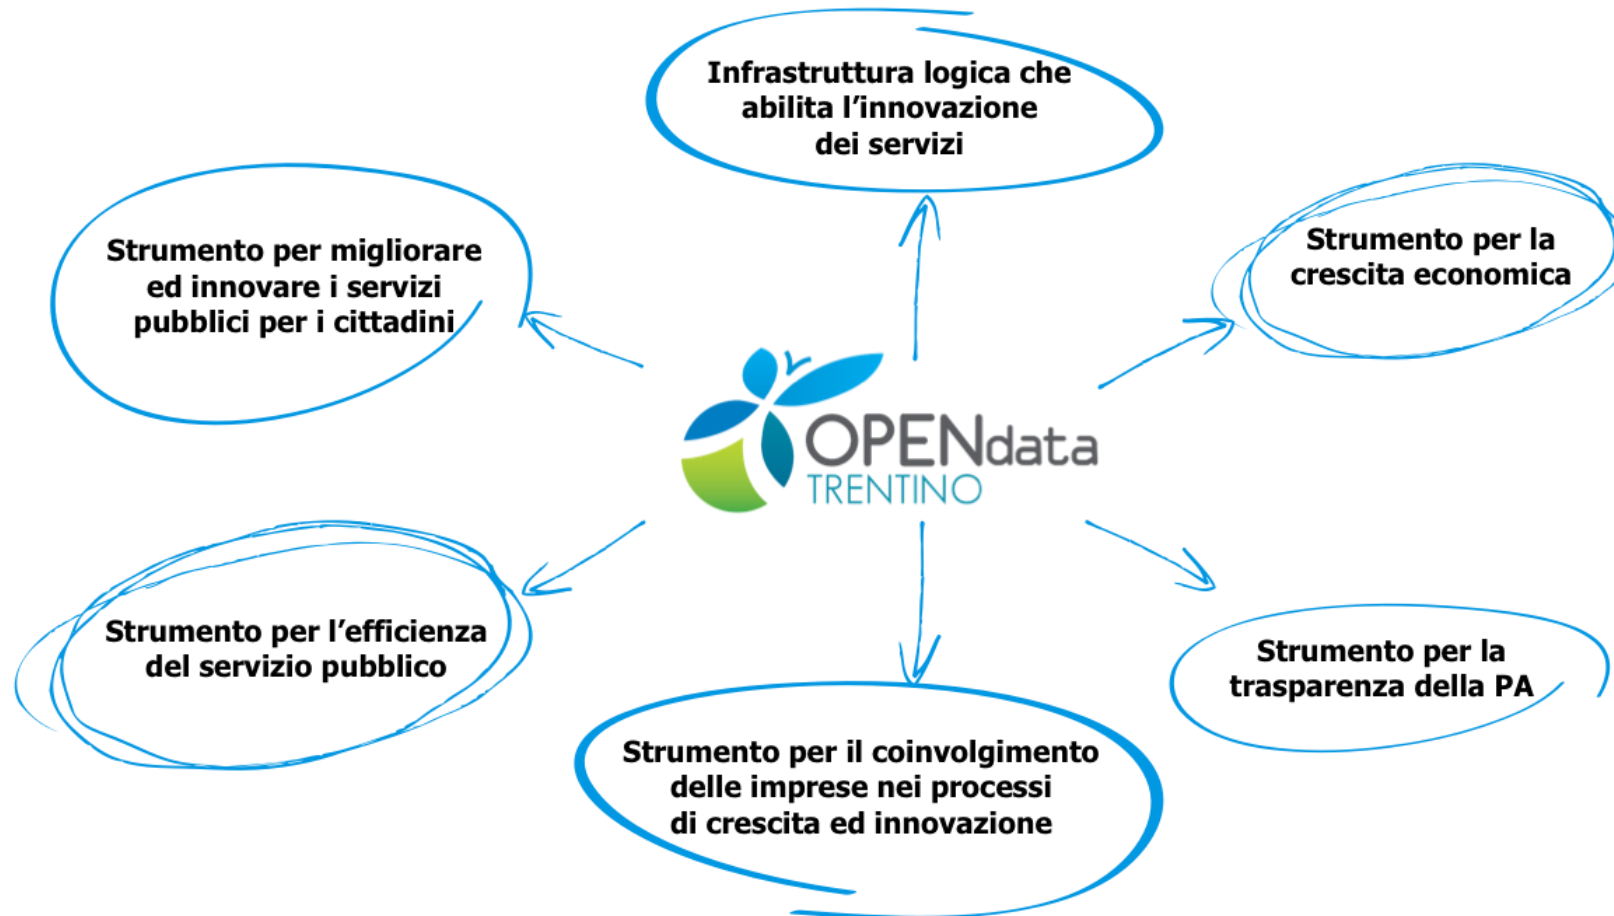 Infrastruttura logica che
abilita l'innovazione
dei servizi
Strumento per migliorare
ed innovare i servizi
pubblici per i cittadini
Strumento per la
crescita economica
OPENdata
TRENTINO
Strumento per l'efficienza
del servizio pubblico
Strumento per la
trasparenza della PA
Strumento per il coinvolgimento
delle imprese nei processi
di crescita ed innovazione